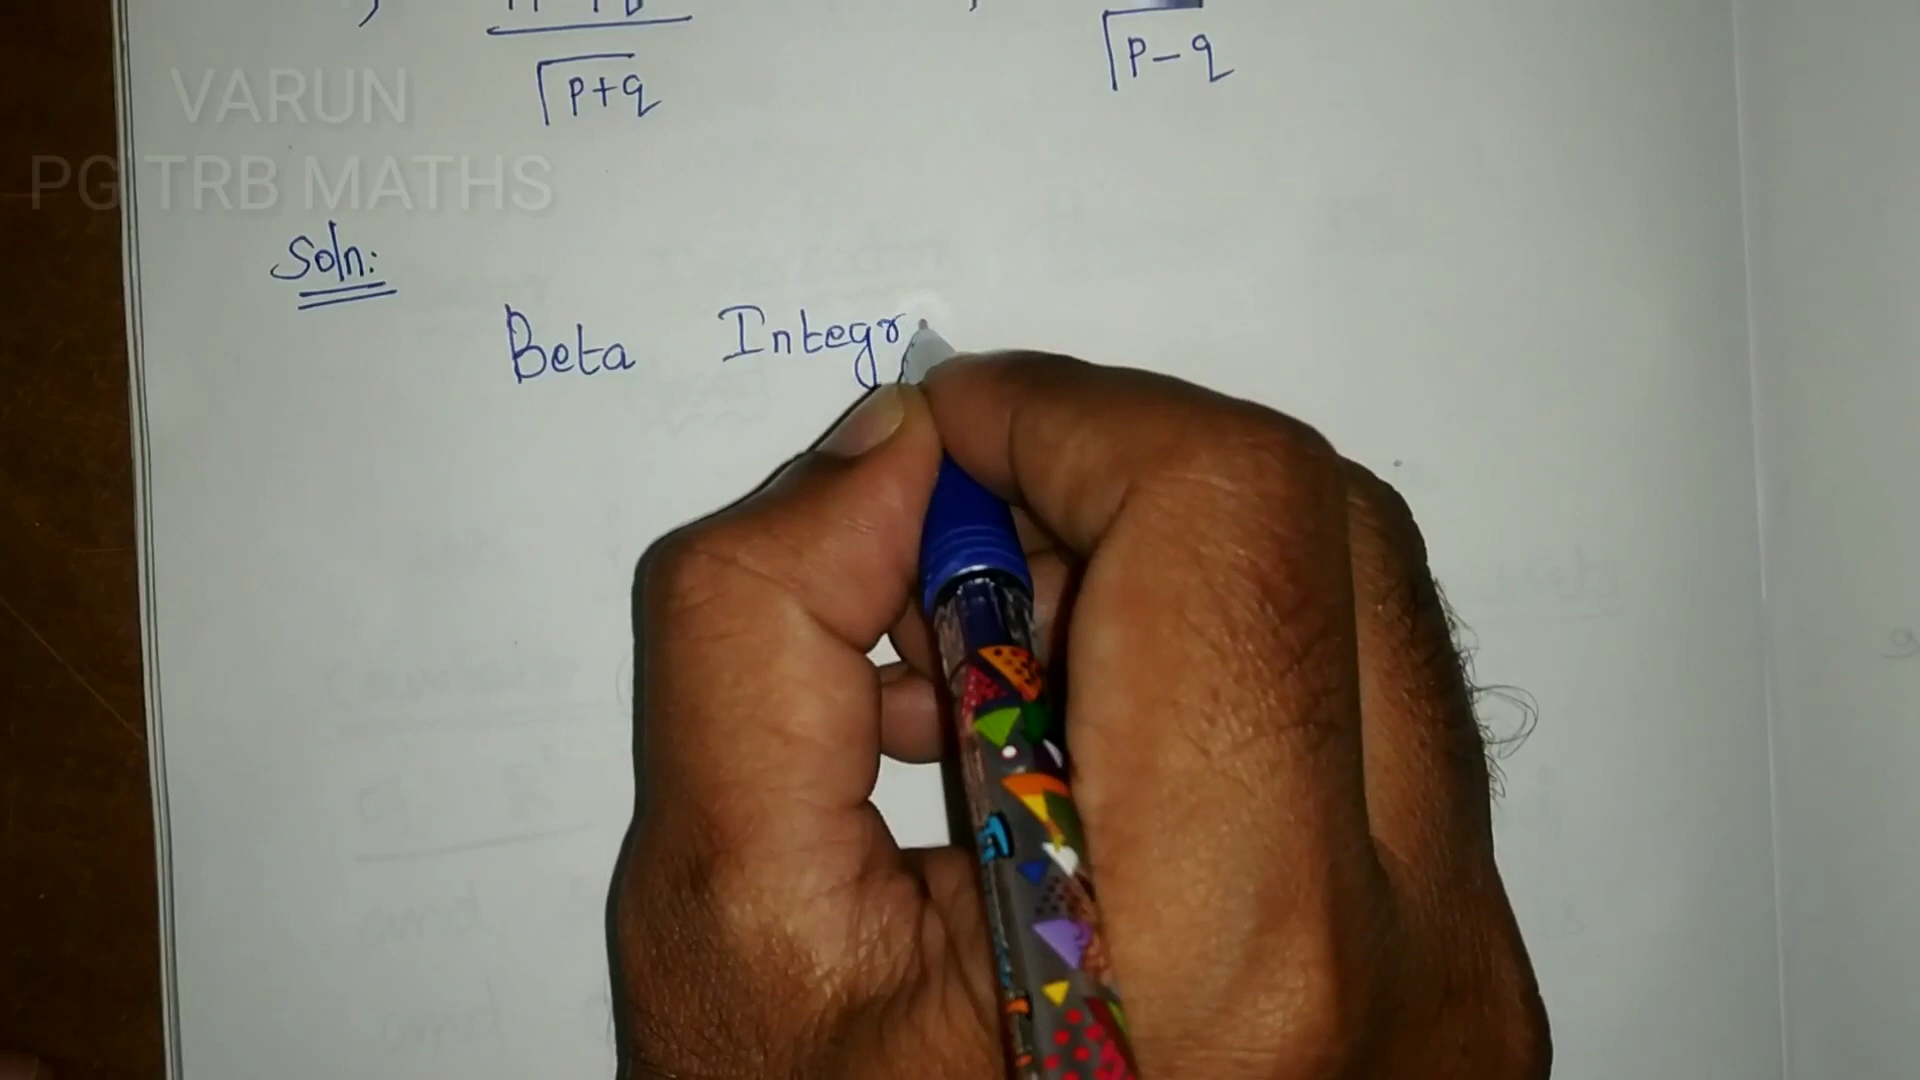 √p+q √p-q
VARUN
PG TRB MATHS
Soln:
Beta Integr